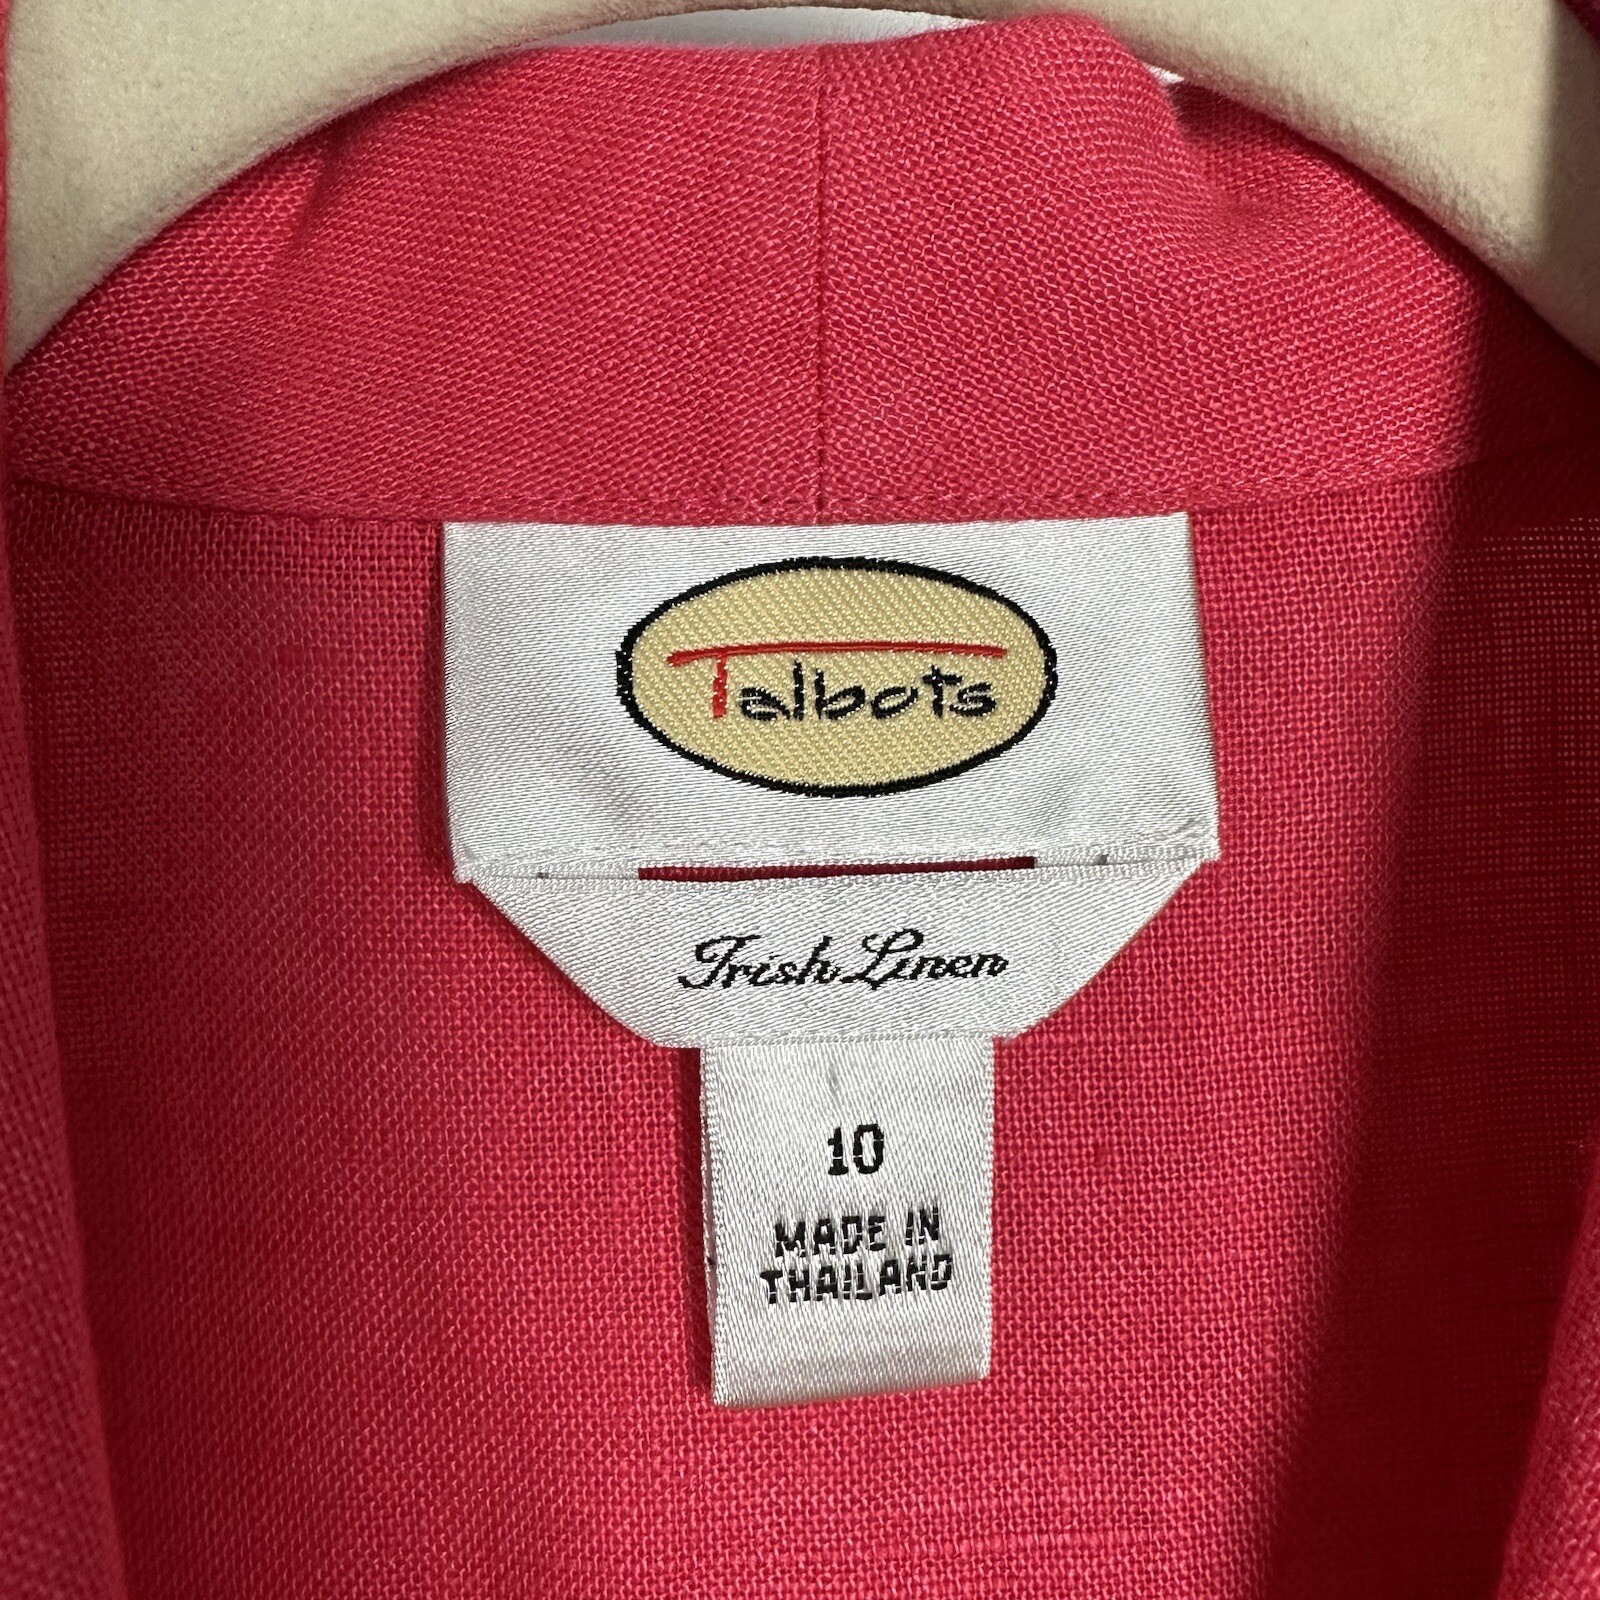 Talbots
Irish Linen
10
MADE IN
THAILAND